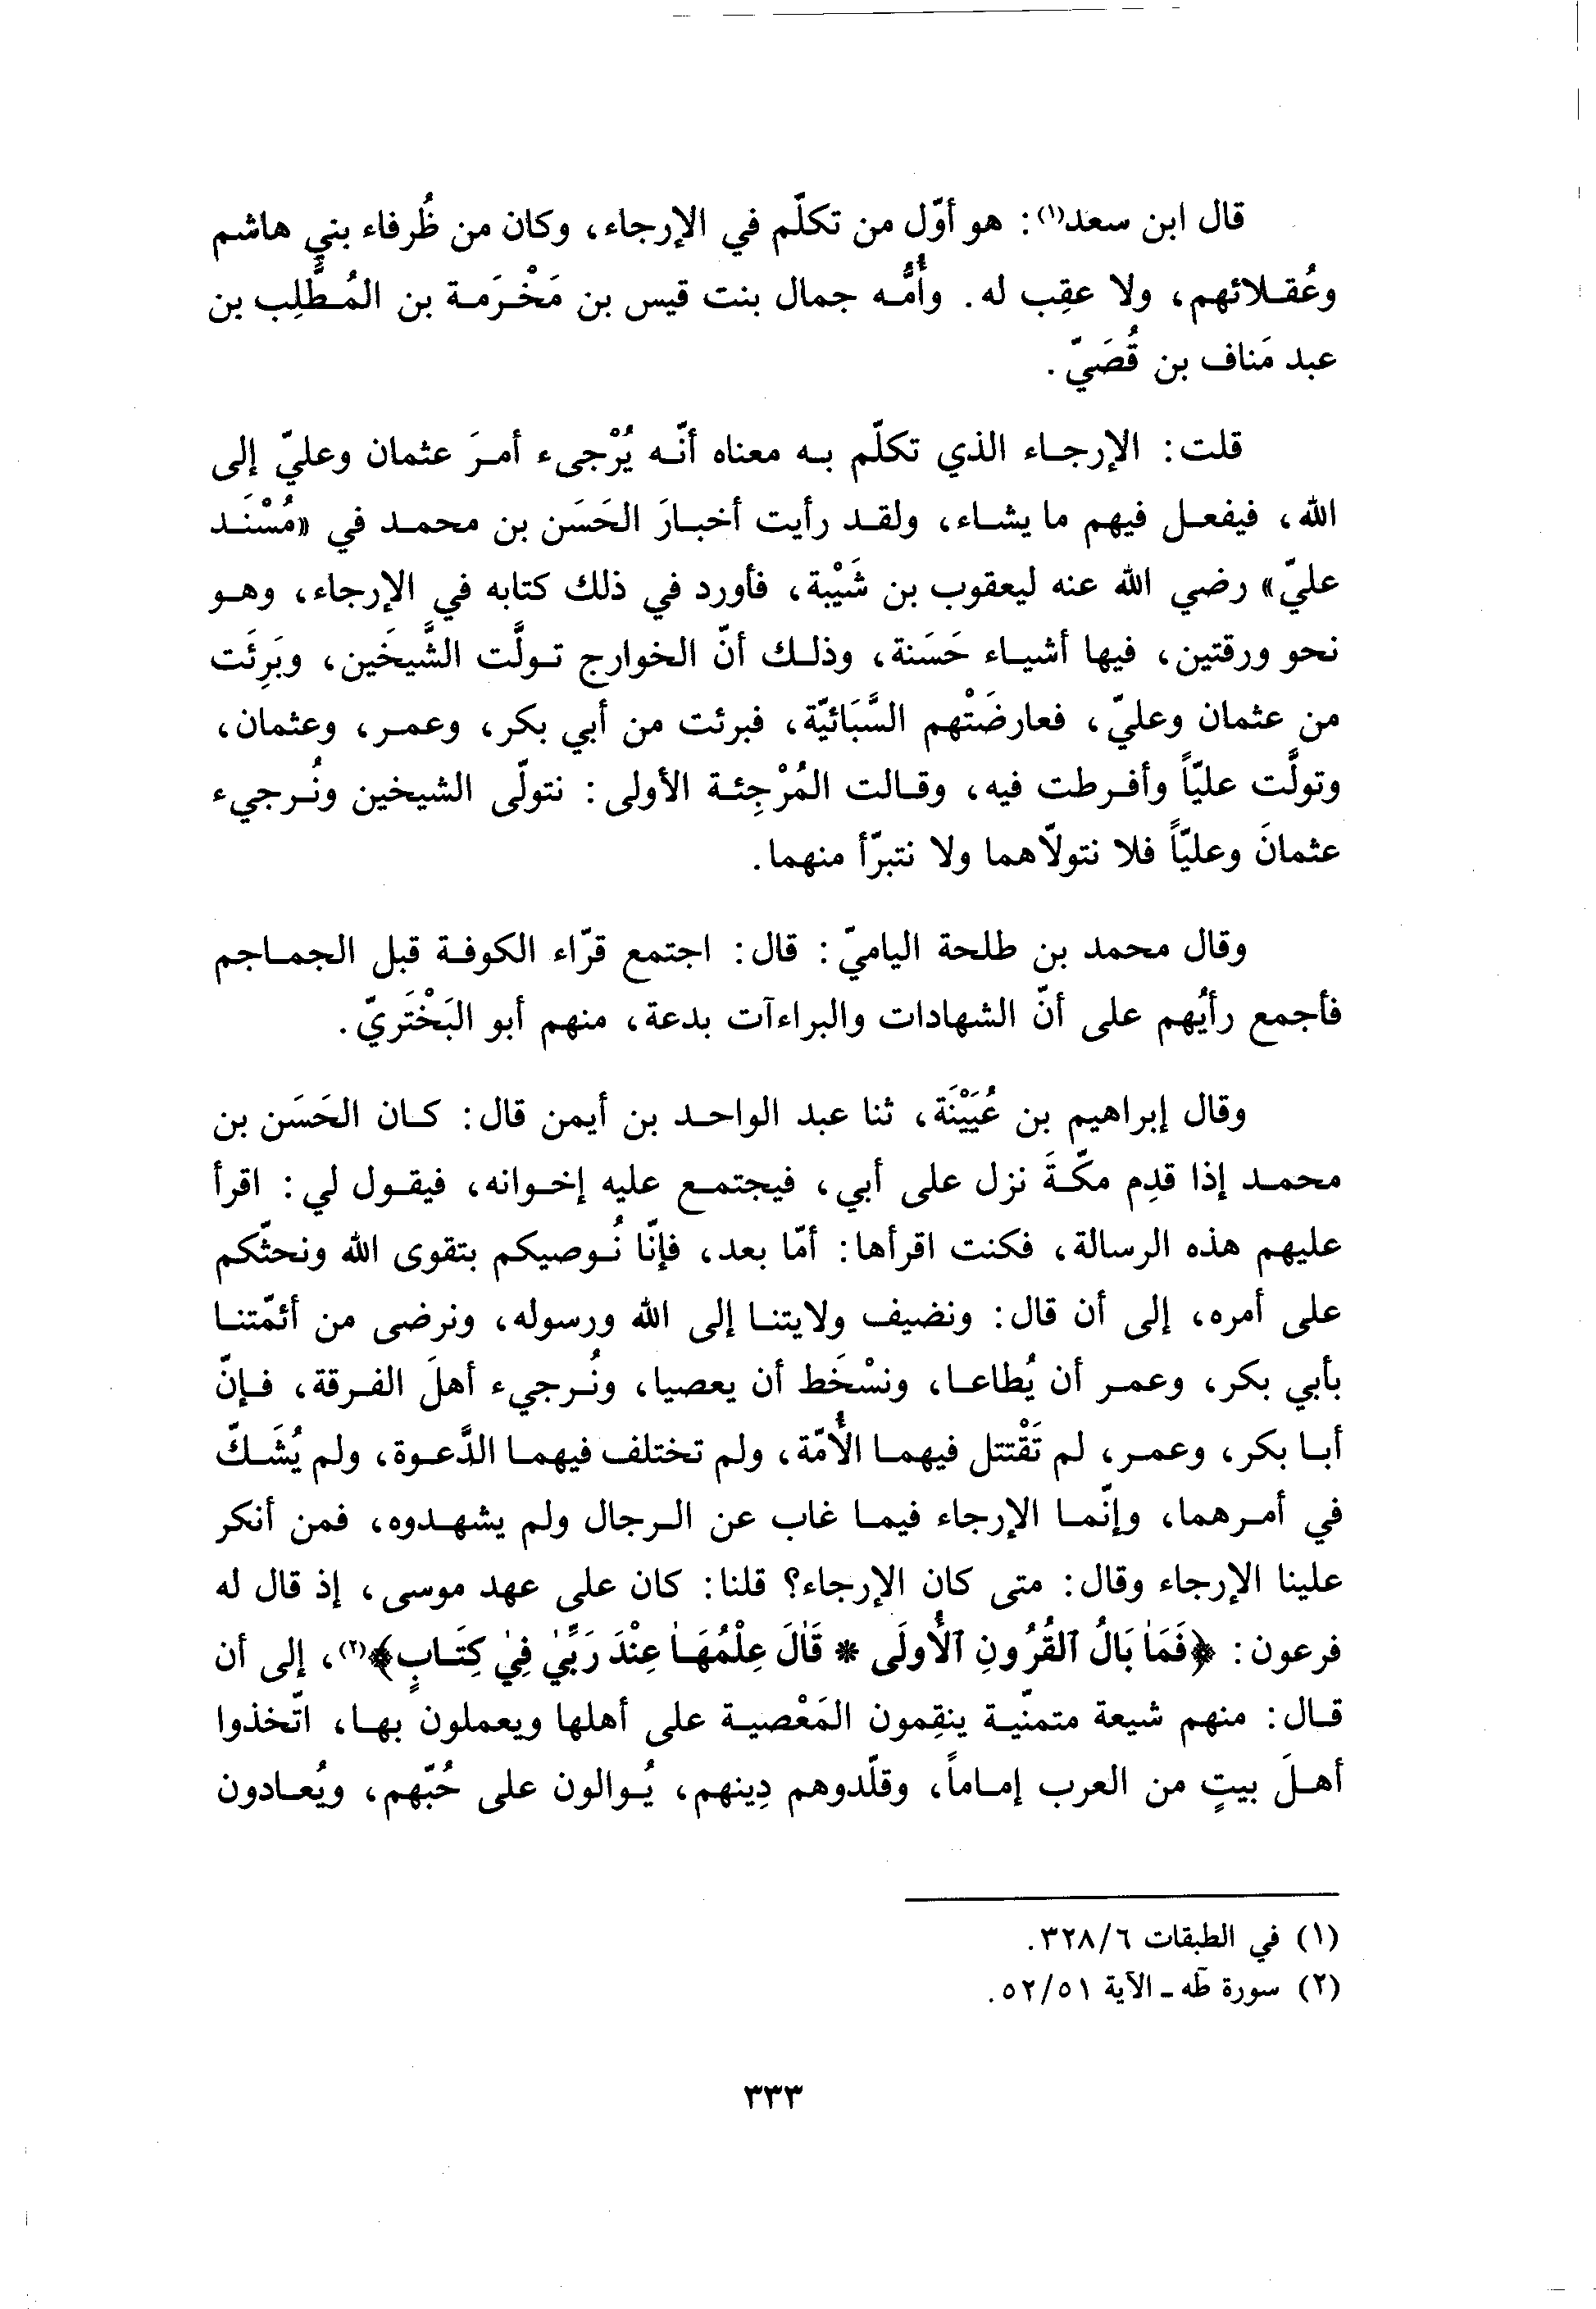 قال ابن سعد(١): هو أوّل من تكلّم في الإرجاء، وكان من ظُرفاء بني هاشم
وعُقلائهم، ولا عقِب له. وأُمُّه جمال بنت قيس بن مَخْرَمة بن المُطَّلِب بن
عبد مَناف بن قُصَيّ.
قلت: الإرجاء الذي تكلّم به معناه أنّه يُرْجىء أمرَ عثمان وعليّ إلى
الله، فيفعل فيهم ما يشاء، ولقد رأيت أخبارَ الحَسَن بن محمد في «مُسْنَد
عليّ» رضي الله عنه ليعقوب بن شَيْبة، فأورد في ذلك كتابه في الإرجاء، وهو
نحو ورقتين، فيها أشياء حَسَنة، وذلك أنّ الخوارج تولَّت الشَّيخَين، وبَرِئَت
من عثمان وعليّ، فعارضَتْهم السَّبَائيّة، فبرئت من أبي بكر، وعمر، وعثمان،
وتولَّت عليّاً وأفرطت فيه، وقالت المُرْجِئة الأولى: نتولّى الشيخين ونُرجيء
عثمانَ وعليّاً فلا نتولّاهما ولا نتبرّأ منهما.
وقال محمد بن طلحة الياميّ: قال: اجتمع قرّاء الكوفة قبل الجماجم
فأجمع رأيُهم على أنّ الشهادات والبراءآت بدعة، منهم أبو البَخْتَريّ.
وقال إبراهيم بن عُيَيْنَة، ثنا عبد الواحد بن أيمن قال: كان الحَسَن بن
محمد إذا قدِم مكّةَ نزل على أبي، فيجتمع عليه إخوانه، فيقول لي: اقرأ
عليهم هذه الرسالة، فكنت اقرأها: أمّا بعد، فإنّا نُوصيكم بتقوى الله ونحثّكم
على أمره، إلى أن قال: ونضيف ولايتنا إلى الله ورسوله، ونرضى من أئمّتنا
بأبي بكر، وعمر أن يُطاعا، ونسْخَط أن يعصيا، ونُرجيء أهلَ الفرقة، فإنّ
أبا بكر، وعمر، لم تَقْتتل فيهما الأُمّة، ولم تختلف فيهما الدَّعوة، ولم يُشَكّ
في أمرهما، وإنّما الإرجاء فيما غاب عن الرجال ولم يشهدوه، فمن أنكر
علينا الإرجاء وقال: متى كان الإرجاء؟ قلنا: كان على عهد موسى، إذ قال له
فرعون: ﴿فَمَا بَالُ ٱلقُرُونِ ٱلأُولَى * قَالَ عِلْمُهَا عِنْدَ رَبِّي فِي كِتَابٍ﴾(٢)، إلى أن
قال: منهم شيعة متمنّية ينقِمون المَعْصية على أهلها ويعملون بها، اتّخذوا
أهلَ بيتٍ من العرب إماماً، وقلّدوهم دِينهم، يُوالون على حُبّهم، ويُعادون
(١) في الطبقات ٣٢٨/٦.
(٢) سورة طه - الآية ٥٢/٥١.
٣٣٣